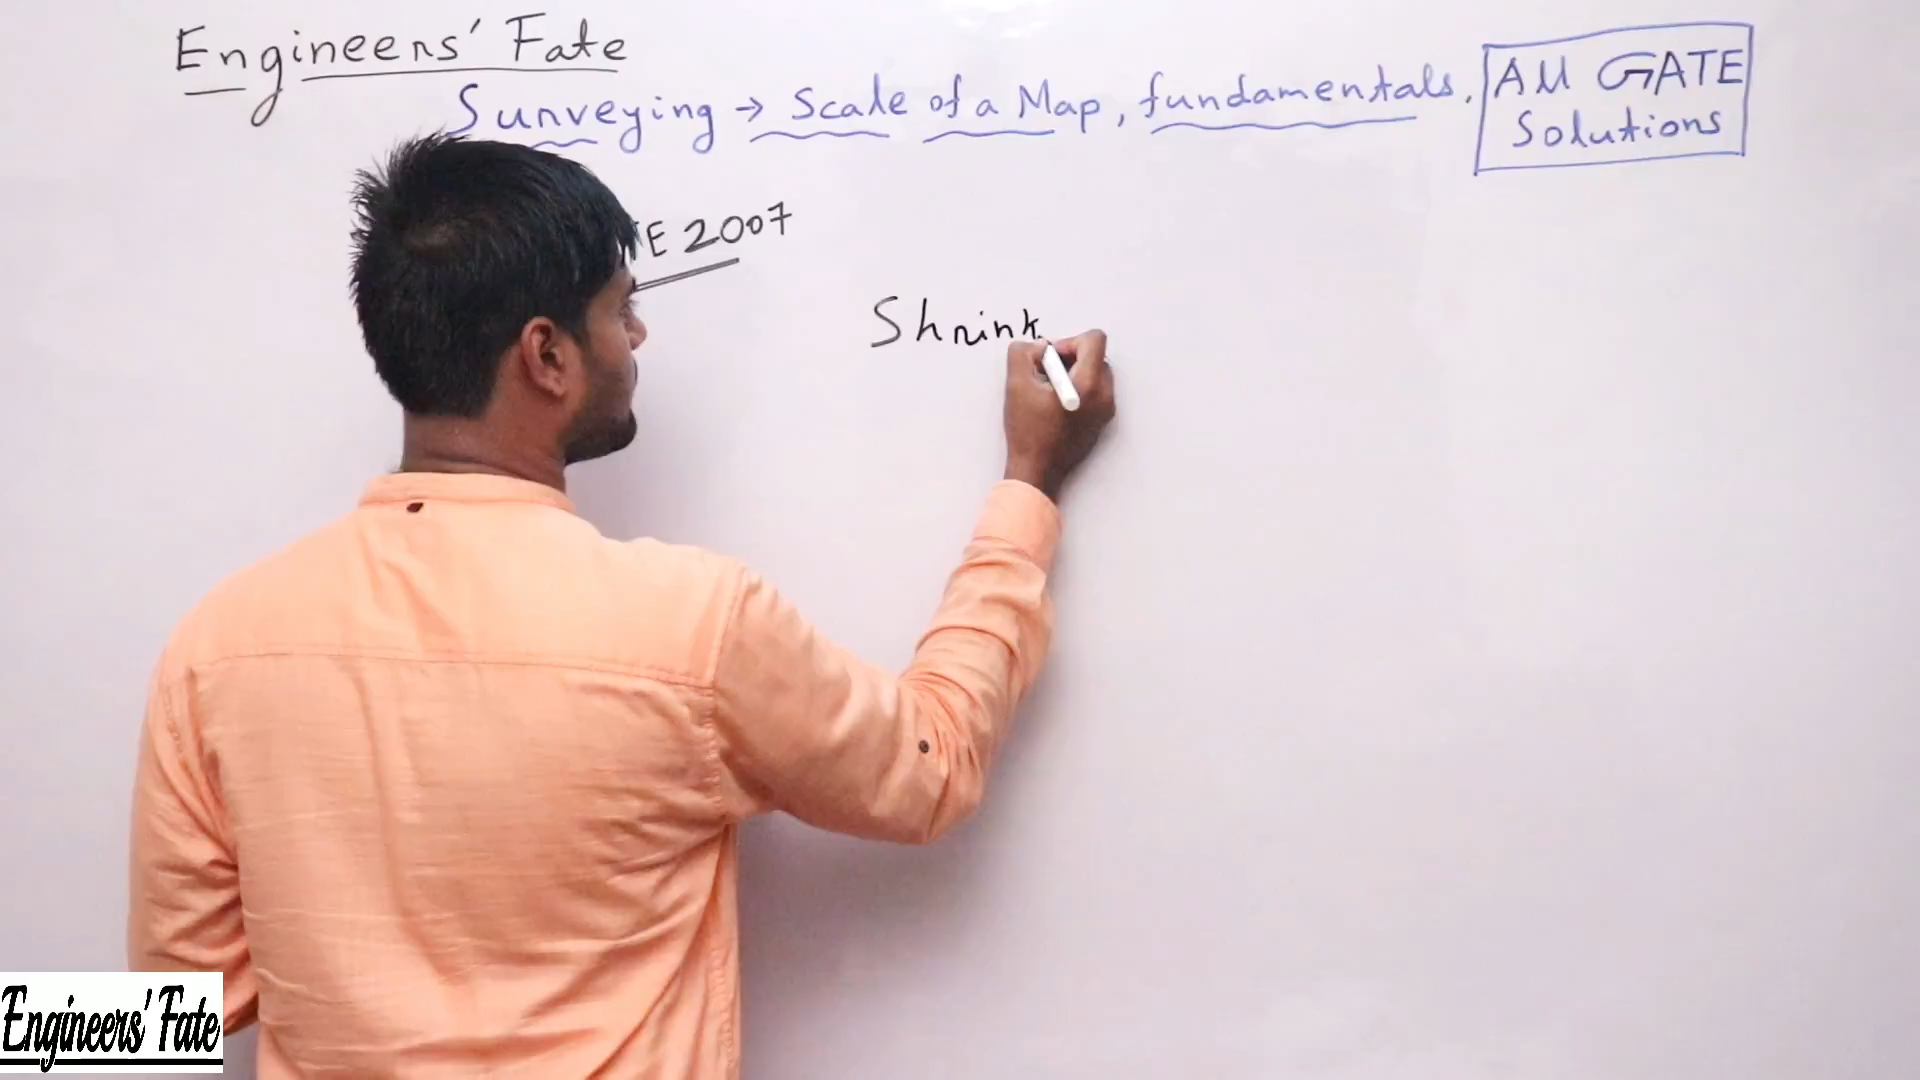 Engineers' Fate
Surveying → Scale of a Map, fundamentals,
All GATE
Solutions
2007
Shrink
Engineers' Fate